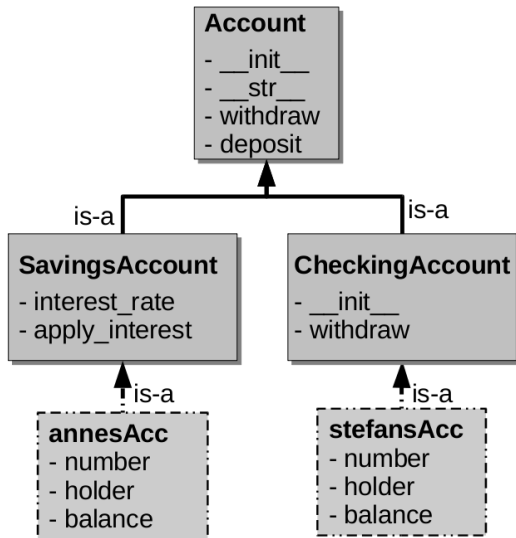 Account
- __init__
- __str__
- withdraw
- deposit
is-a
is-a
SavingsAccount
- interest_rate
- apply_interest
CheckingAccount
- __init__
- withdraw
is-a
is-a
annesAcc
- number
- holder
- balance
stefansAcc
- number
- holder
- balance